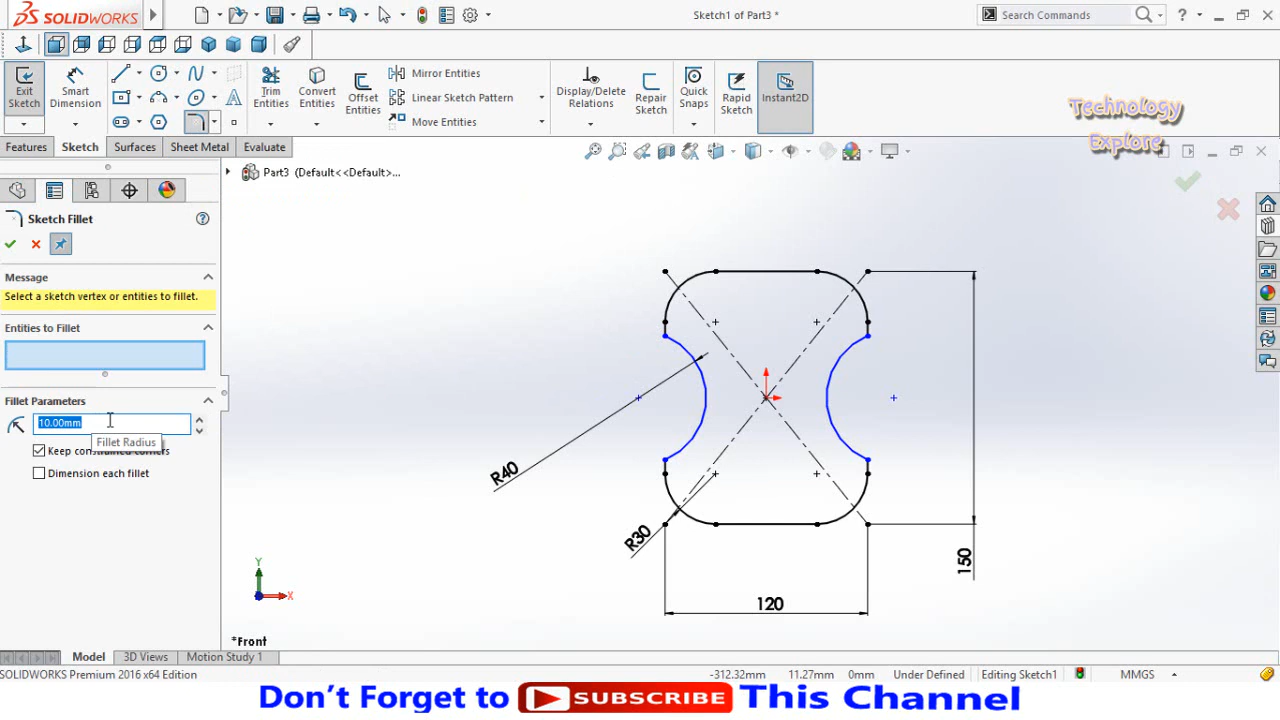 SOLIDWORKS
Sketch1 of Part3 *
Search Commands
Exit Sketch
Smart Dimension
Trim Entities
Convert Entities
Offset Entities
Mirror Entities
Linear Sketch Pattern
Move Entities
Display/Delete Relations
Repair Sketch
Quick Snaps
Rapid Sketch
Instant2D
Technology
Explore
Features
Sketch
Surfaces
Sheet Metal
Evaluate
Part3 (Default<<Default>...
Sketch Fillet
Message
Select a sketch vertex or entities to fillet.
Entities to Fillet
Fillet Parameters
10.00mm
Fillet Radius
Keep constrained corners
Dimension each fillet
R40
R30
150
120
Y
X
*Front
Model
3D Views
Motion Study 1
SOLIDWORKS Premium 2016 x64 Edition
-312.32mm
11.27mm
0mm
Under Defined
Editing Sketch1
MMGS
Don't Forget to SUBSCRIBE This Channel